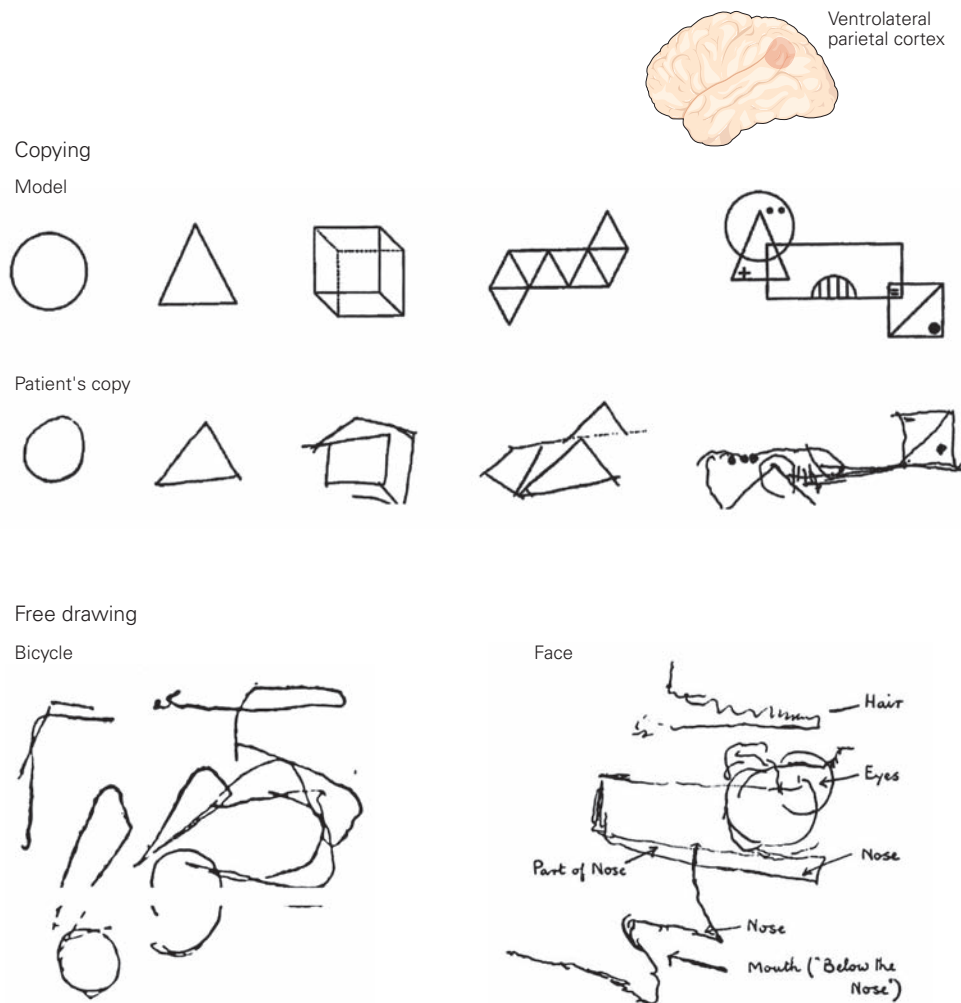 Ventrolateral
parietal cortex
Copying
Model
Patient's copy
Free drawing
Bicycle
Face
Hair
Eyes
Part of Nose
Nose
Nose
Mouth ("Below the
Nose")